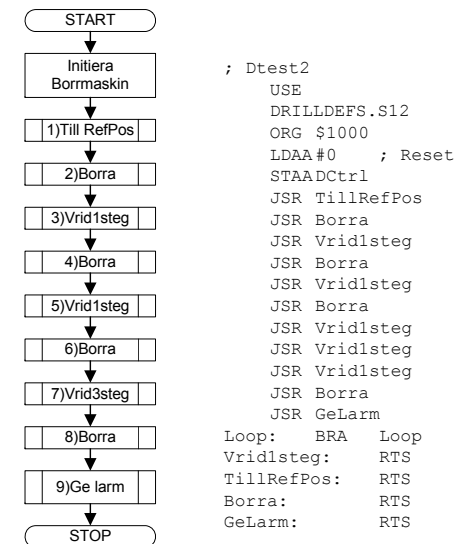 START
Initiera
Borrmaskin
1)Till RefPos
2)Borra
3)Vrid1steg
4)Borra
5)Vrid1steg
6)Borra
7)Vrid3steg
8)Borra
9)Ge larm
STOP
; Dtest2
USE
DRILLDEFS.S12
ORG $1000
LDAA#0 ; Reset
STAADCtrl
JSR TillRefPos
JSR Borra
JSR Vrid1steg
JSR Borra
JSR Vrid1steg
JSR Borra
JSR Vrid1steg
JSR Vrid1steg
JSR Vrid1steg
JSR Borra
JSR GeLarm
Loop: BRA Loop
Vrid1steg: RTS
TillRefPos: RTS
Borra: RTS
GeLarm: RTS